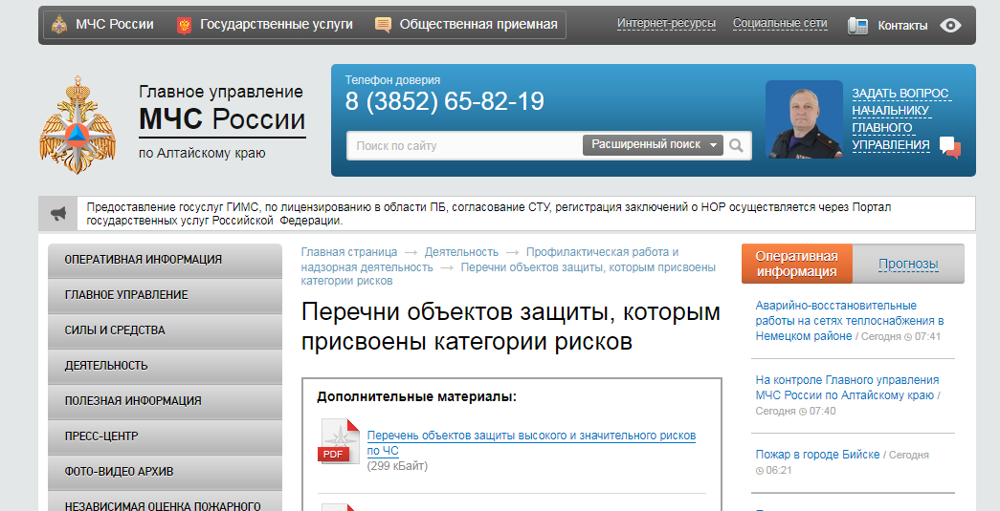 МЧС России
Государственные услуги
Общественная приемная
Интернет-ресурсы
Социальные сети
Контакты
Главное управление
МЧС России
по Алтайскому краю
Телефон доверия
8 (3852) 65-82-19
Поиск по сайту
Расширенный поиск
ЗАДАТЬ ВОПРОС
НАЧАЛЬНИКУ
ГЛАВНОГО
УПРАВЛЕНИЯ
Предоставление госуслуг ГИМС, по лицензированию в области ПБ, согласование СТУ, регистрация заключений о НОР осуществляется через Портал
государственных услуг Российской Федерации.
ОПЕРАТИВНАЯ ИНФОРМАЦИЯ
ГЛАВНОЕ УПРАВЛЕНИЕ
СИЛЫ И СРЕДСТВА
ДЕЯТЕЛЬНОСТЬ
ПОЛЕЗНАЯ ИНФОРМАЦИЯ
ПРЕСС-ЦЕНТР
ФОТО-ВИДЕО АРХИВ
НЕЗАВИСИМАЯ ОЦЕНКА ПОЖАРНОГО
Главная страница → Деятельность → Профилактическая работа и
надзорная деятельность → Перечни объектов защиты, которым присвоены
категории рисков
Перечни объектов защиты, которым
присвоены категории рисков
Дополнительные материалы:
PDF
Перечень объектов защиты высокого и значительного рисков
по ЧС
(299 кБайт)
Оперативная
информация
Прогнозы
Аварийно-восстановительные
работы на сетях теплоснабжения в
Немецком районе / Сегодня 07:41
На контроле Главного управления
МЧС России по Алтайскому краю /
Сегодня 07:40
Пожар в городе Бийске / Сегодня
06:21